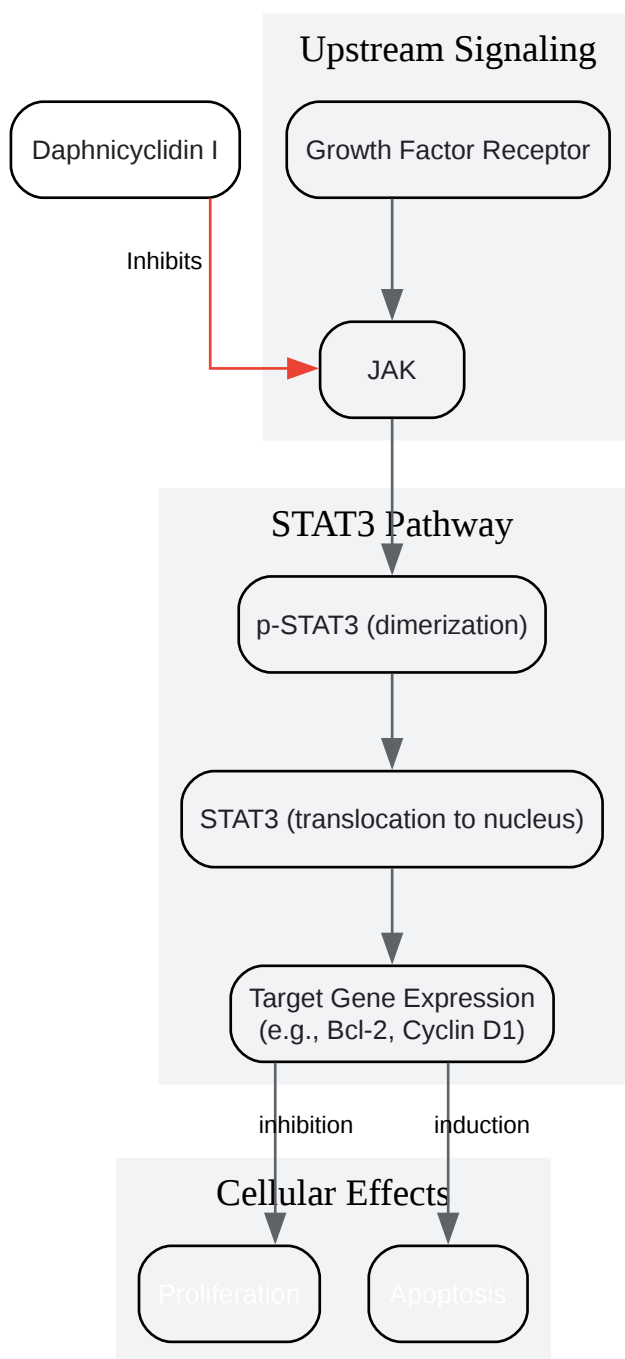 Upstream Signaling
Daphnicyclidin I
Growth Factor Receptor
Inhibits
JAK
STAT3 Pathway
p-STAT3 (dimerization)
STAT3 (translocation to nucleus)
Target Gene Expression
(e.g., Bcl-2, Cyclin D1)
inhibition
induction
Cellular Effects
Proliferation
Apoptosis